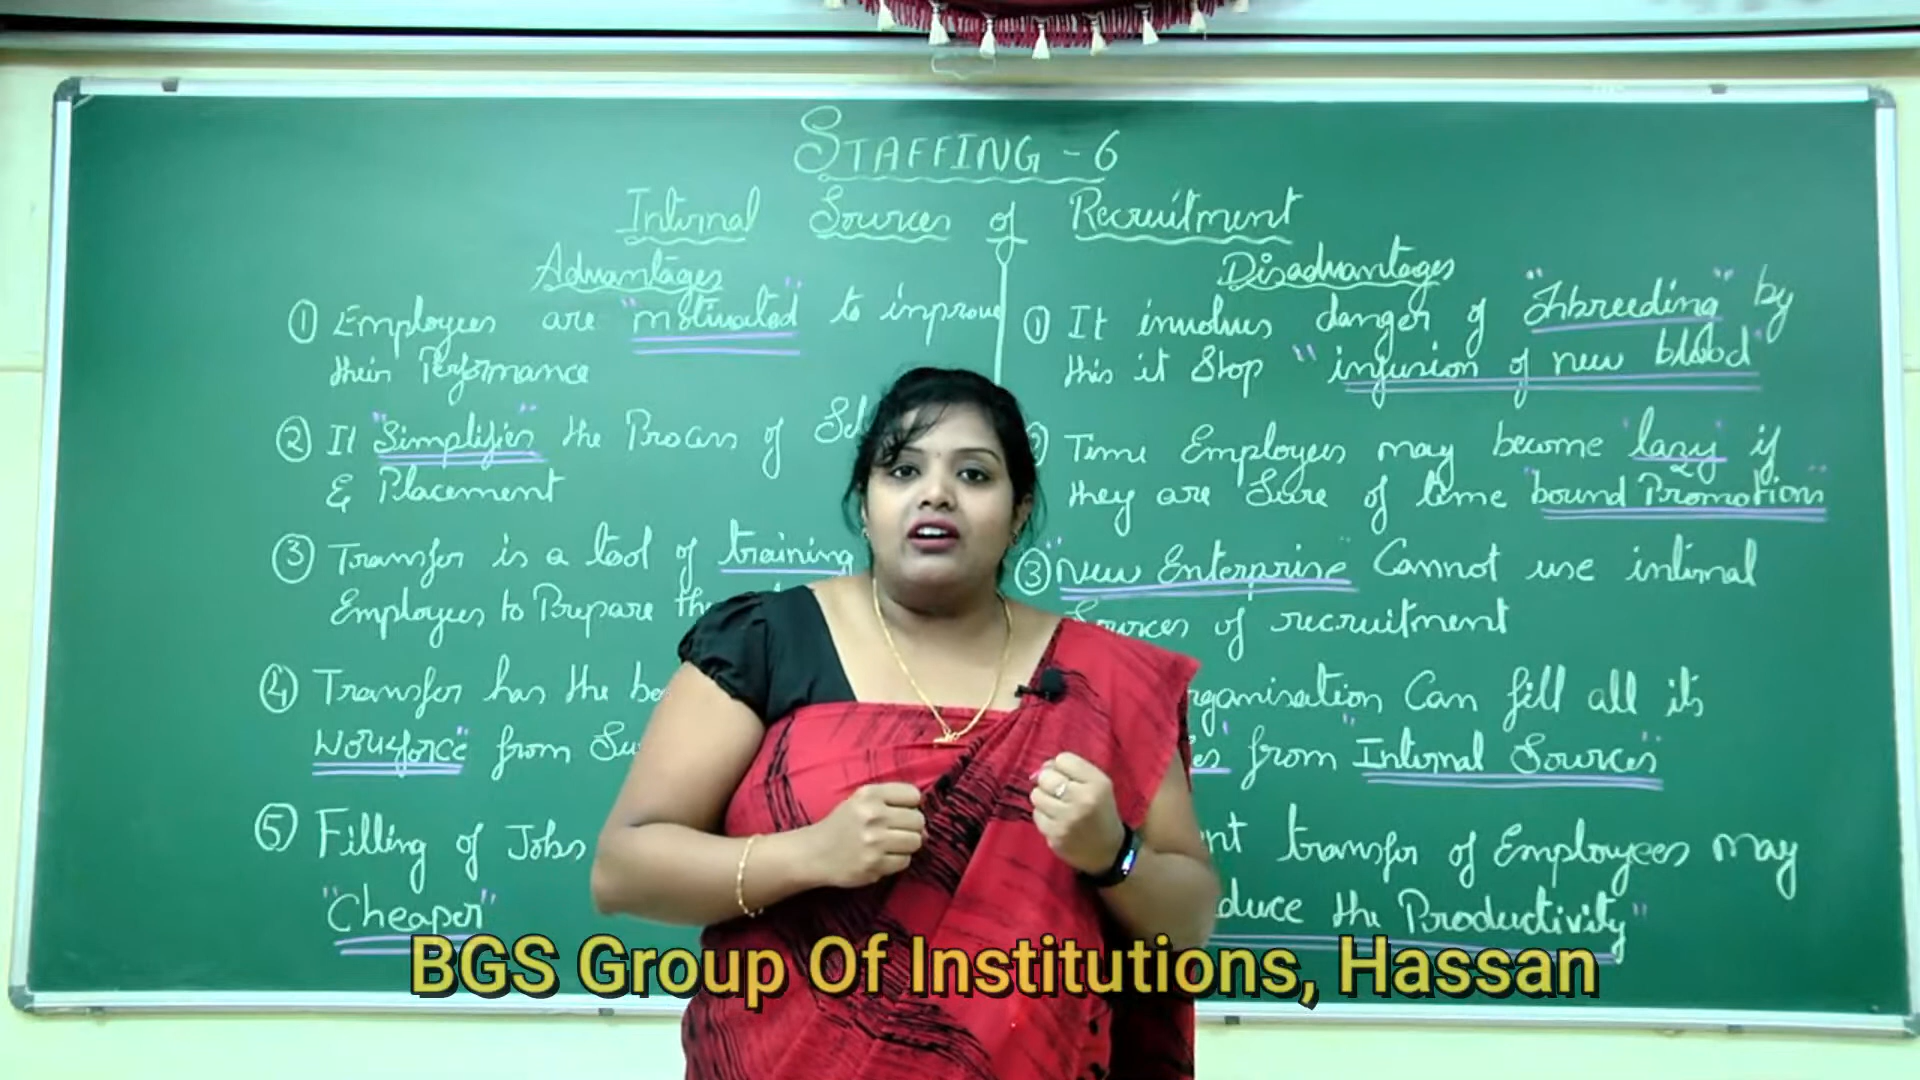 STAFFING - 6
Internal Sources of Recruitment
Advantages
① Employees are "motivated" to improve
their Performance
② It "Simplifies" the Process of
& Placement
③ Transfer is a tool of training
Employees to Prepare
④ Transfer has the
Workforce" from
⑤ Filling of Jobs
"Cheaper"
Disadvantages
① It involves danger of "Inbreeding" by
this it Stop "infusion of new blood"
Time Employees may become "lazy" if
they are Sure of time "bound Promotions"
③ "New Enterprise" Cannot use internal
Sources of recruitment
Organisation Can fill all its
from "Internal Sources"
transfer of Employees may
the Productivity"
BGS Group Of Institutions, Hassan